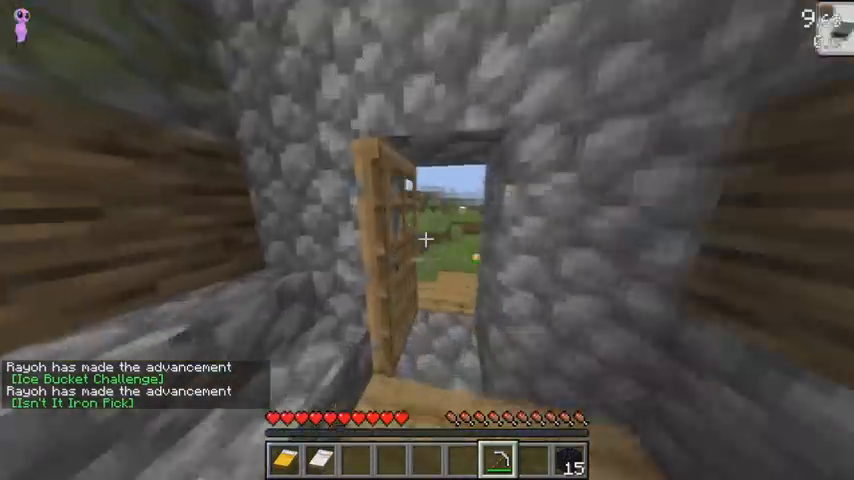 Rayoh has made the advancement
[Ice Bucket Challenge]
Rayoh has made the advancement
[Isn't It Iron Pick]
15